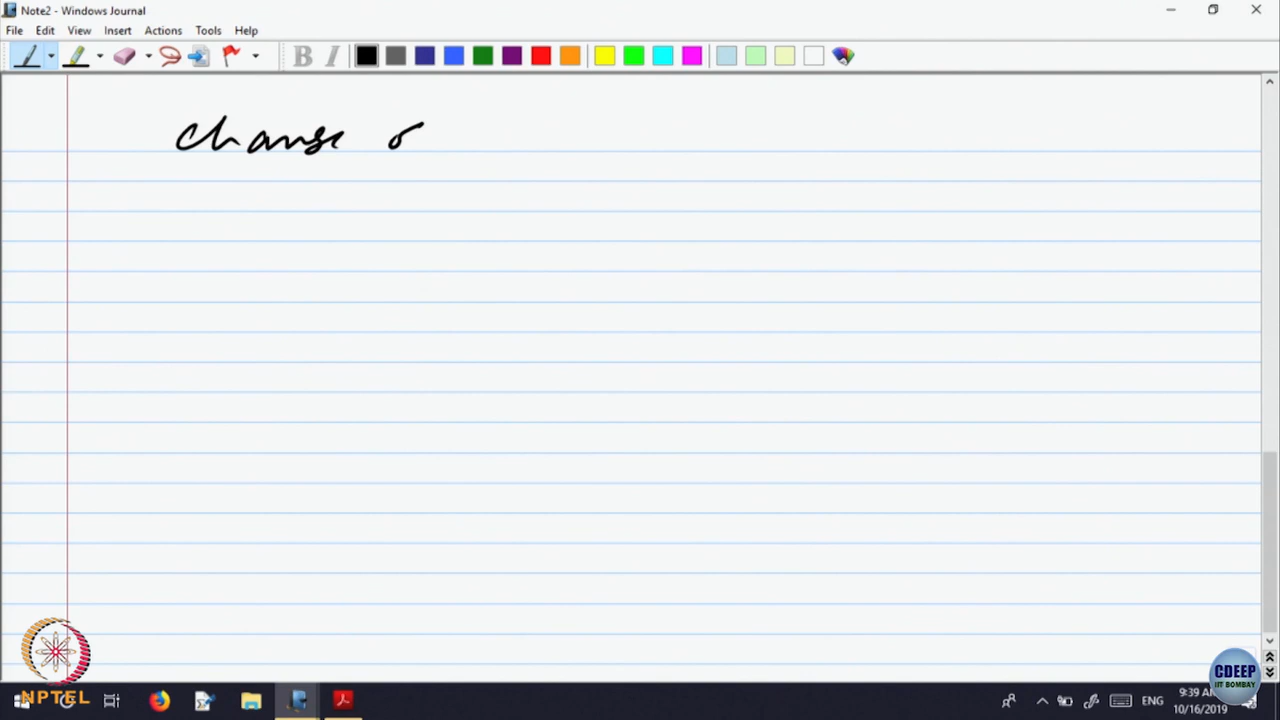 Note2 - Windows Journal
File Edit View Insert Actions Tools Help
B I
change o
NPTEL
CDEEP
IIT BOMBAY
ENG
9:39 AM
10/16/2019